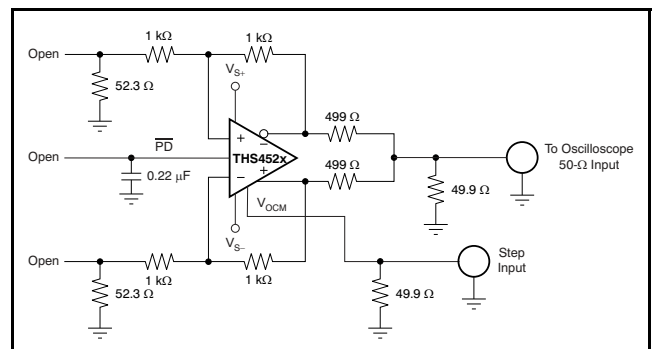 Open
1 kΩ
1 kΩ
52.3 Ω
VS+
499 Ω
Open
PD
0.22 µF
+
−
THS452x
−
+
499 Ω
To Oscilloscope
50-Ω Input
49.9 Ω
VOCM
VS−
Open
1 kΩ
1 kΩ
52.3 Ω
49.9 Ω
Step
Input